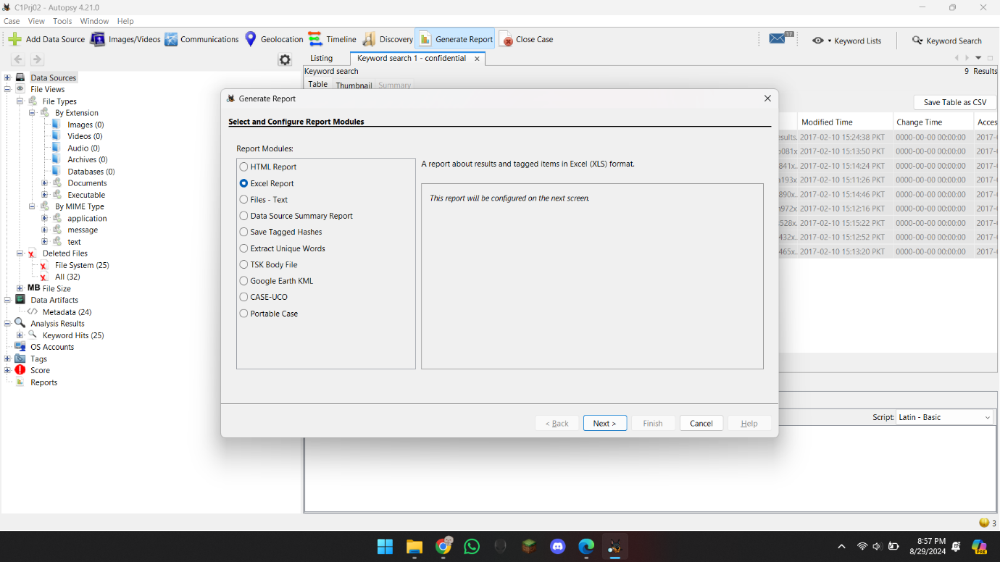 C1Prj02 - Autopsy 4.21.0
Case View Tools Window Help
Add Data Source Images/Videos Communications Geolocation Timeline Discovery Generate Report Close Case 12 Keyword Lists Keyword Search
Listing Keyword search 1 - confidential
Keyword search 9 Results
Table Thumbnail Summary
Save Table as CSV
Modified Time Change Time Acces
esults. 2017-02-10 15:24:38 PKT 0000-00-00 00:00:00 2017-
2017-02-10 15:13:50 PKT 0000-00-00 00:00:00 2017-
841x. 2017-02-10 15:14:24 PKT 0000-00-00 00:00:00 2017-
2017-02-10 15:11:26 PKT 0000-00-00 00:00:00 2017-
890x. 2017-02-10 15:14:46 PKT 0000-00-00 00:00:00 2017-
2017-02-10 15:12:16 PKT 0000-00-00 00:00:00 2017-
528x. 2017-02-10 15:15:22 PKT 0000-00-00 00:00:00 2017-
432x. 2017-02-10 15:12:52 PKT 0000-00-00 00:00:00 2017-
465x. 2017-02-10 15:13:20 PKT 0000-00-00 00:00:00 2017-
Data Sources
File Views
File Types
By Extension
Images (0)
Videos (0)
Audio (0)
Archives (0)
Databases (0)
Documents
Executable
By MIME Type
application
message
text
Deleted Files
File System (25)
All (32)
MB File Size
Data Artifacts
Metadata (24)
Analysis Results
Keyword Hits (25)
OS Accounts
Tags
Score
Reports
Generate Report
Select and Configure Report Modules
Report Modules:
HTML Report
Excel Report
Files - Text
Data Source Summary Report
Save Tagged Hashes
Extract Unique Words
TSK Body File
Google Earth KML
CASE-UCO
Portable Case
A report about results and tagged items in Excel (XLS) format.
This report will be configured on the next screen.
< Back Next > Finish Cancel Help
Script: Latin - Basic
3
8:57 PM
8/29/2024
PRE